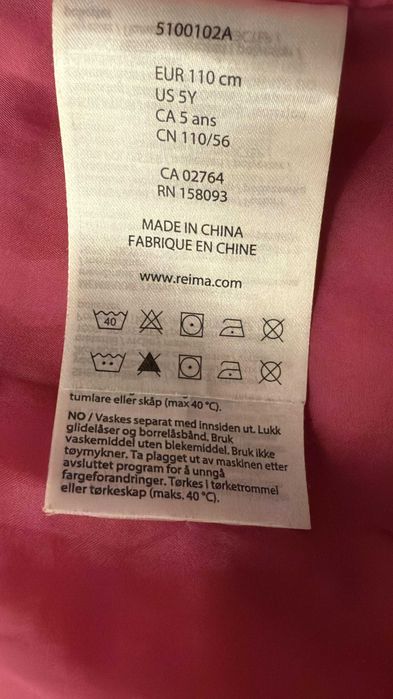 5100102A
EUR 110 cm
US 5Y
CA 5 ans
CN 110/56
CA 02764
RN 158093
MADE IN CHINA
FABRIQUE EN CHINE
www.reima.com
40
tumlare eller skåp (max 40 °C).
NO / Vaskes separat med innsiden ut. Lukk
glidelåser og borrelåsbånd. Bruk
vaskemiddel uten blekemiddel. Bruk ikke
tøymykner. Ta plagget ut av maskinen etter
avsluttet program for å unngå
fargeforandringer. Tørkes i tørketrommel
eller tørkeskap (maks. 40 °C).